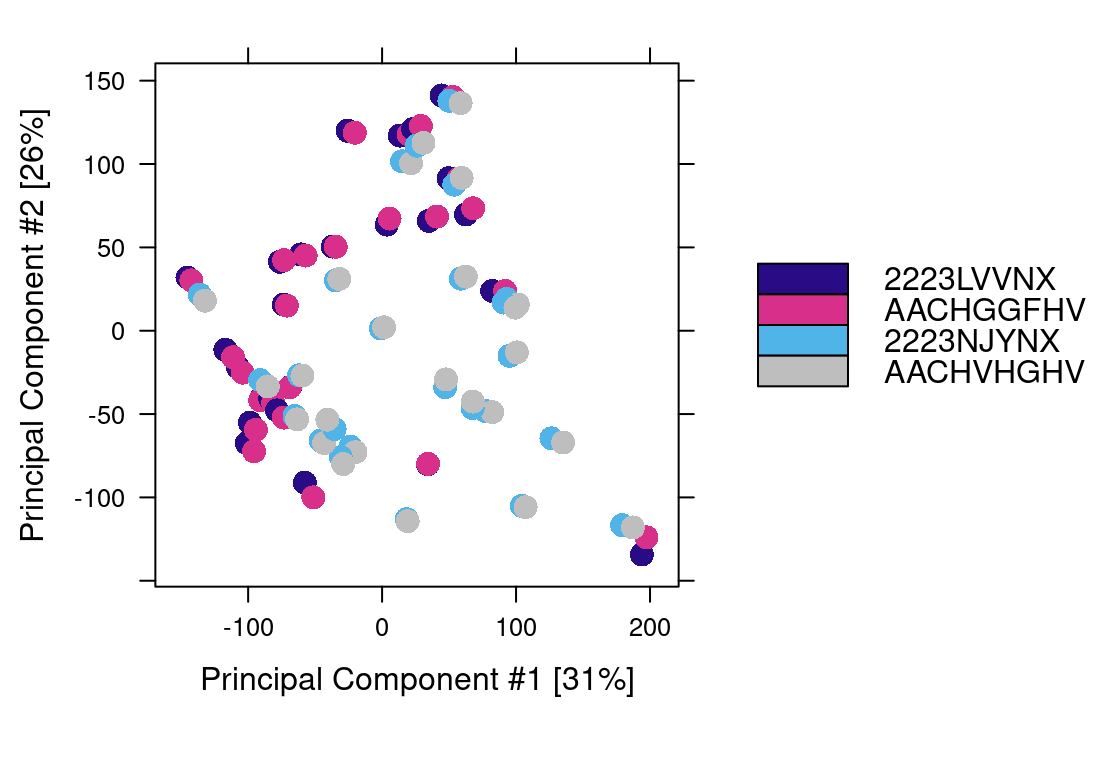 Principal Component #2 [26%]
150
100
50
0
-50
-100
-100
0
100
200
Principal Component #1 [31%]
2223LVVNX
AACHGGFHV
2223NJYNX
AACHVHGHV